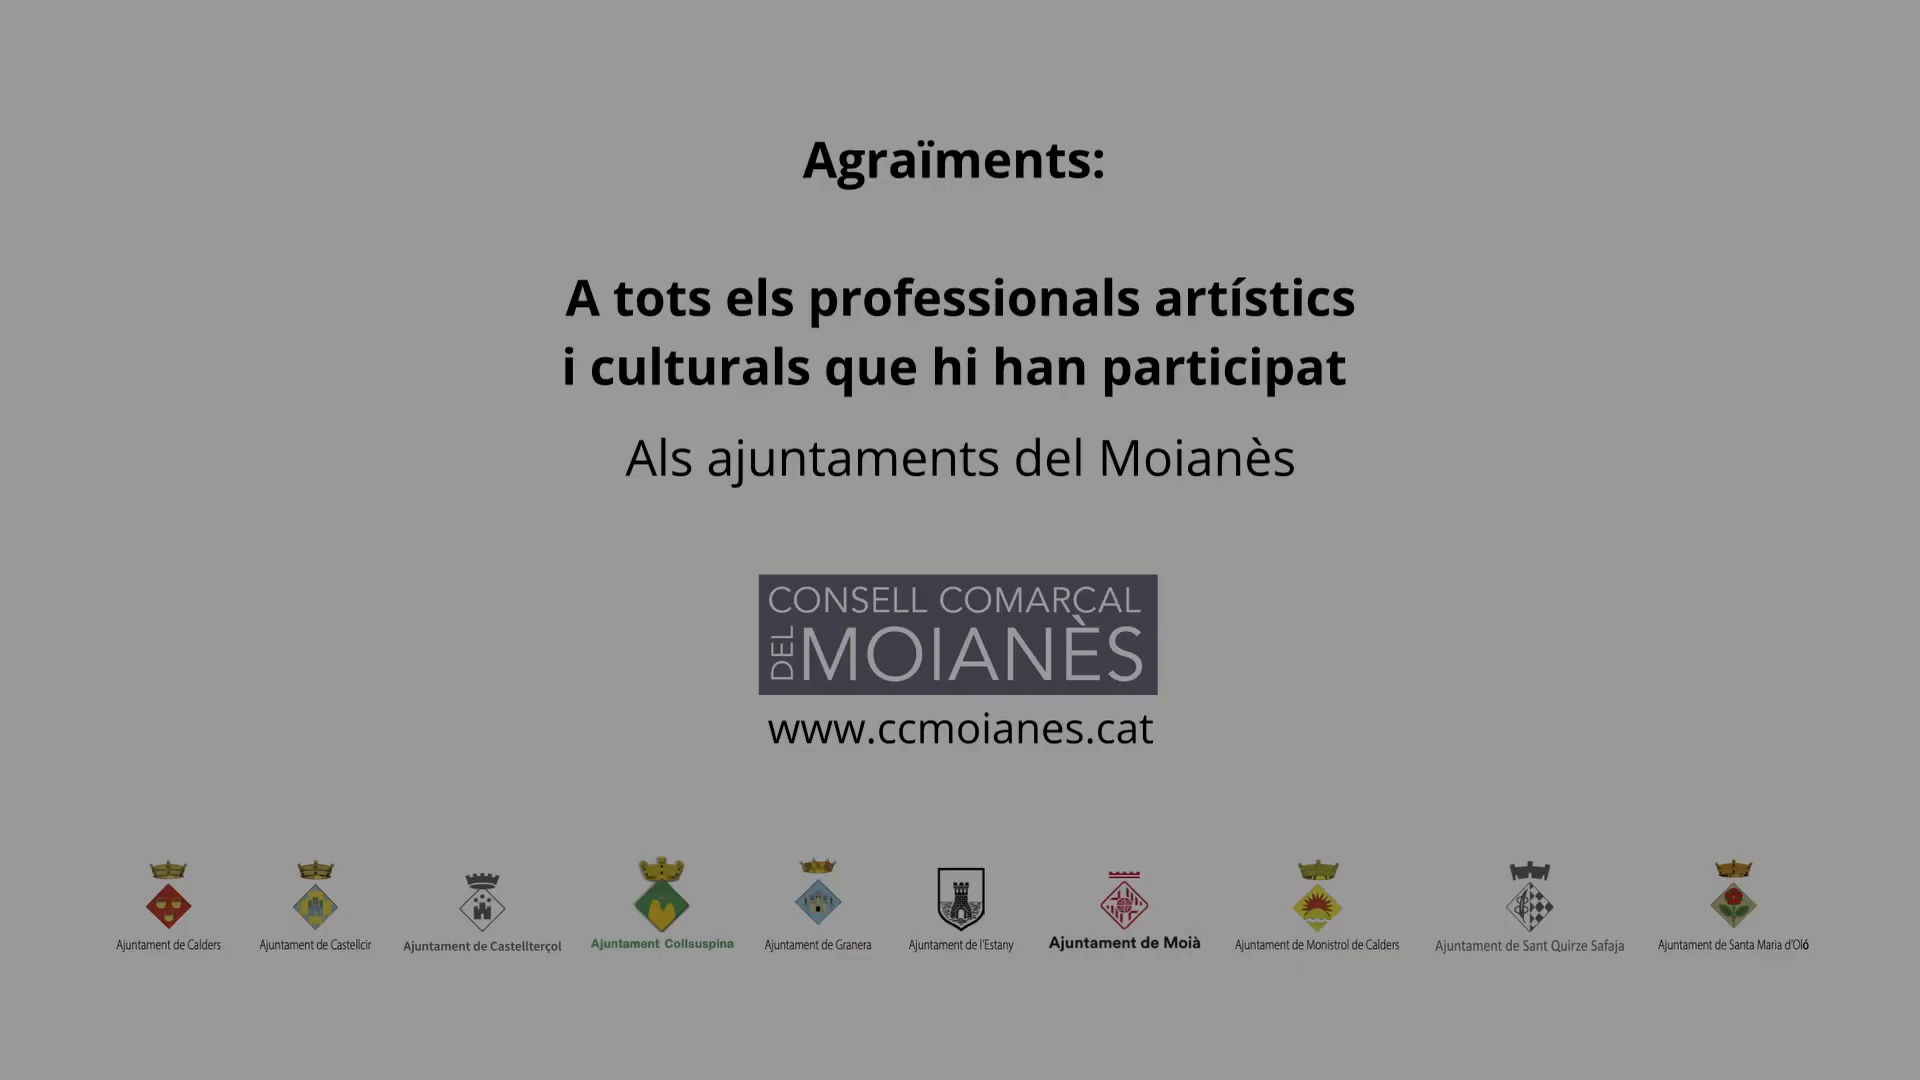 Agraïments:
A tots els professionals artístics
i culturals que hi han participat
Als ajuntaments del Moianès
CONSELL COMARCAL
DEL MOIANÈS
www.ccmoianes.cat
Ajuntament de Calders
Ajuntament de Castellcir
Ajuntament de Castellterçol
Ajuntament Collsuspina
Ajuntament de Granera
Ajuntament de l'Estany
Ajuntament de Moià
Ajuntament de Monistrol de Calders
Ajuntament de Sant Quirze Safaja
Ajuntament de Santa Maria d'Oló